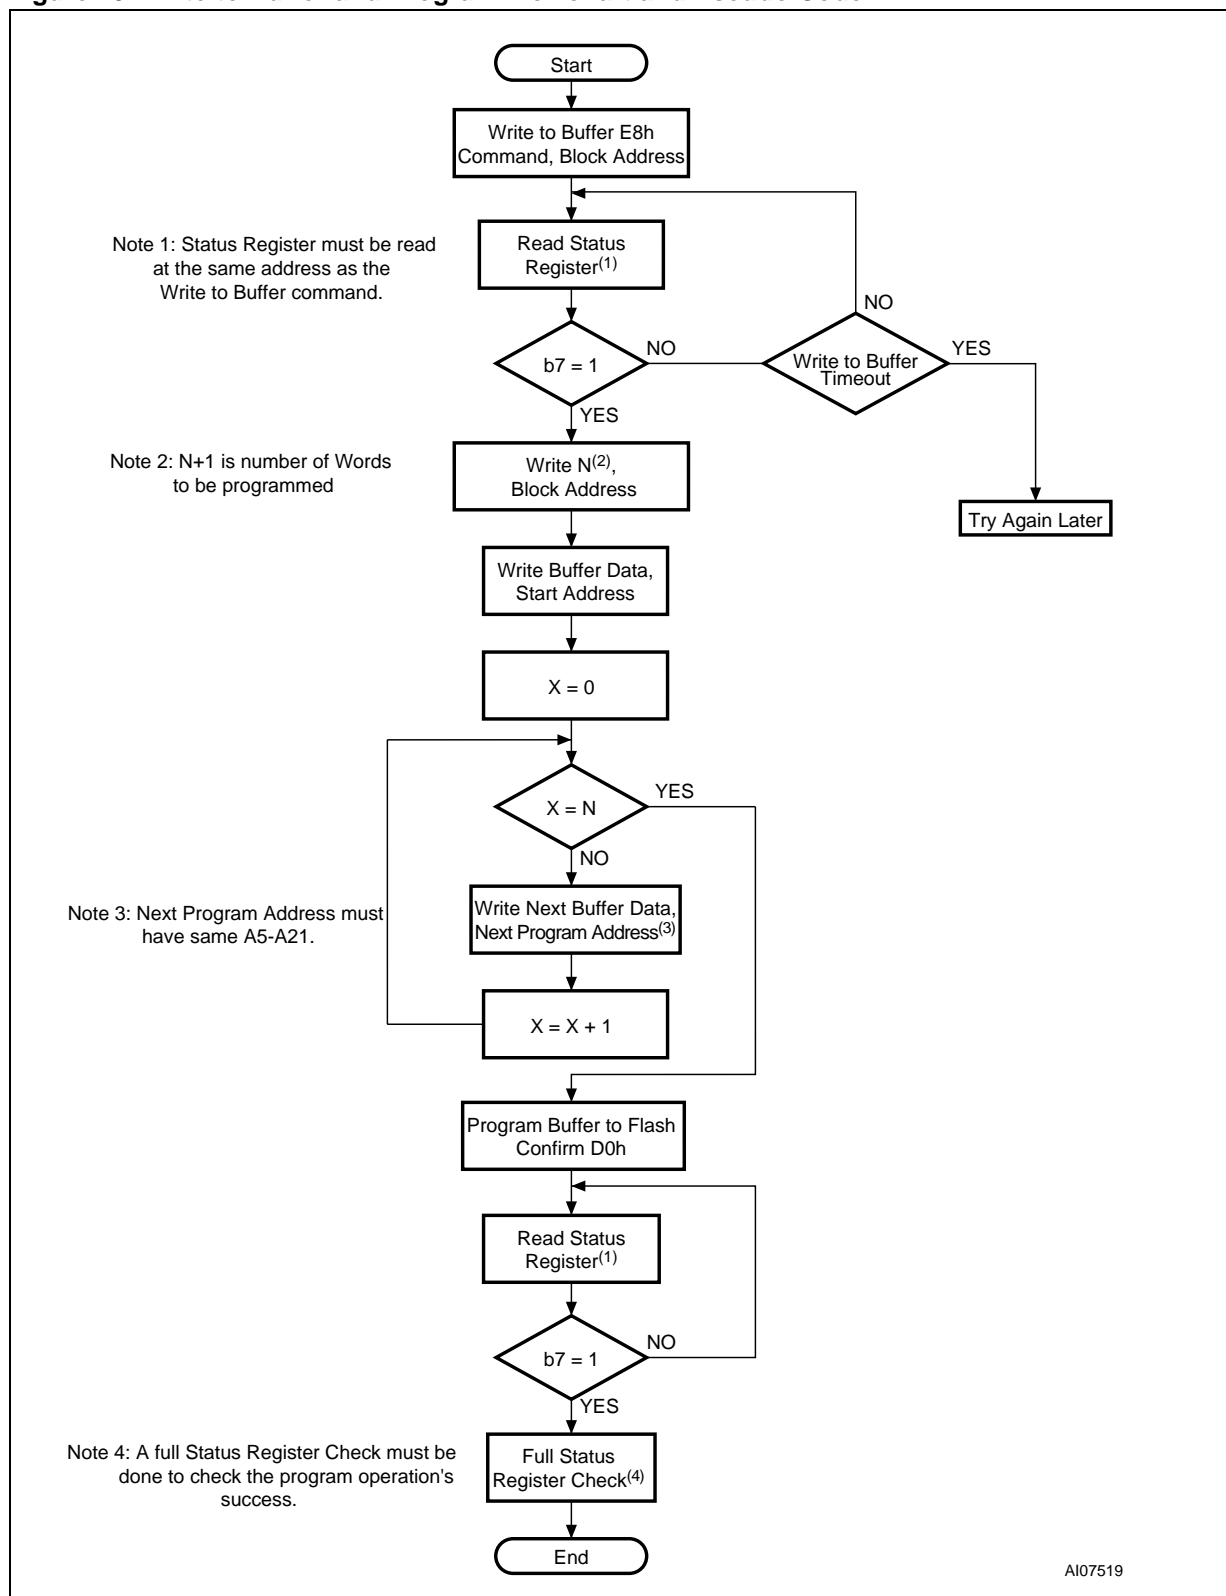 Start
Write to Buffer E8h
Command, Block Address
Note 1: Status Register must be read
at the same address as the
Write to Buffer command.
Read Status
Register(1)
NO
b7 = 1
NO
Write to Buffer
Timeout
YES
YES
Note 2: N+1 is number of Words
to be programmed
Write N(2),
Block Address
Try Again Later
Write Buffer Data,
Start Address
X = 0
X = N
YES
NO
Note 3: Next Program Address must
have same A5-A21.
Write Next Buffer Data,
Next Program Address(3)
X = X + 1
Program Buffer to Flash
Confirm D0h
Read Status
Register(1)
b7 = 1
NO
YES
Note 4: A full Status Register Check must be
done to check the program operation's
success.
Full Status
Register Check(4)
End
AI07519